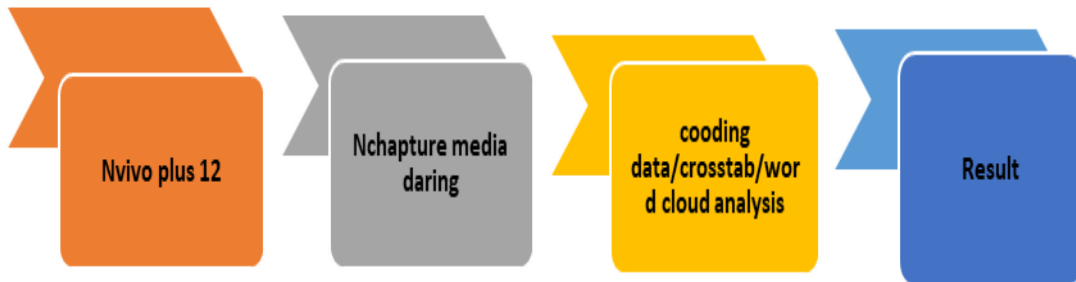 Nvivo plus 12
Nchapture media
daring
cooding
data/crosstab/wor
d cloud analysis
Result